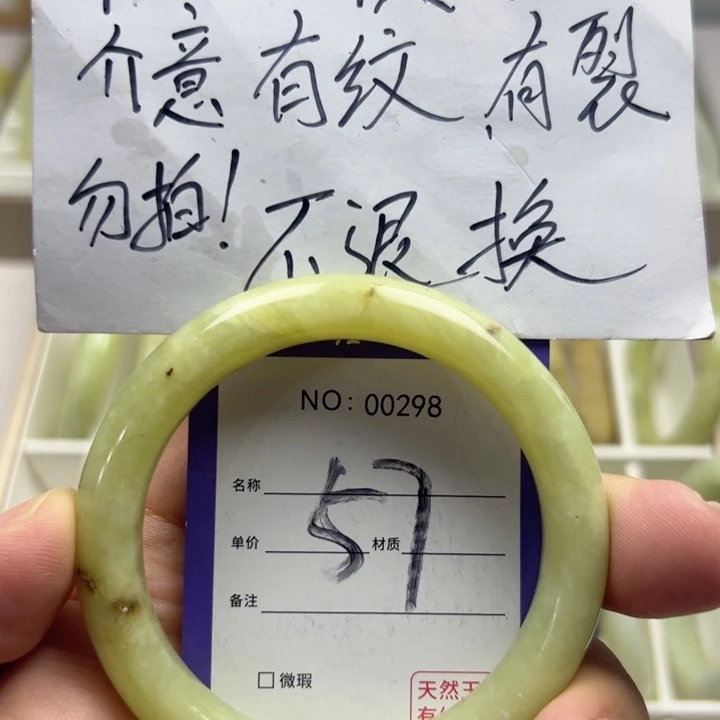 介意有纹有裂
勿拍!不退换
NO: 00298
名称
57
单价 材质
备注
□ 微瑕
天然玉